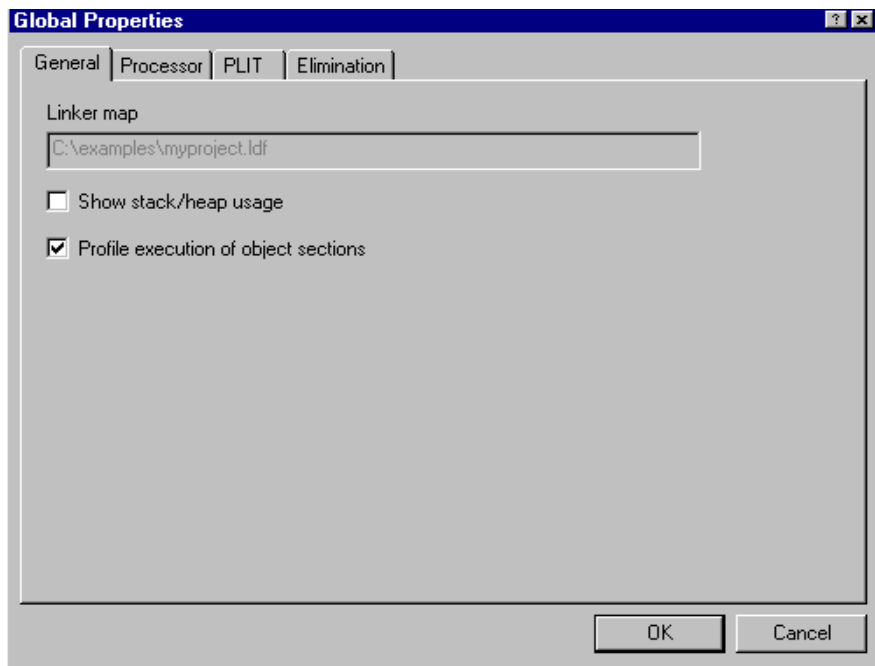 Global Properties
General Processor PLIT Elimination
Linker map
C:\examples\myproject.ldf
Show stack/heap usage
Profile execution of object sections
OK Cancel